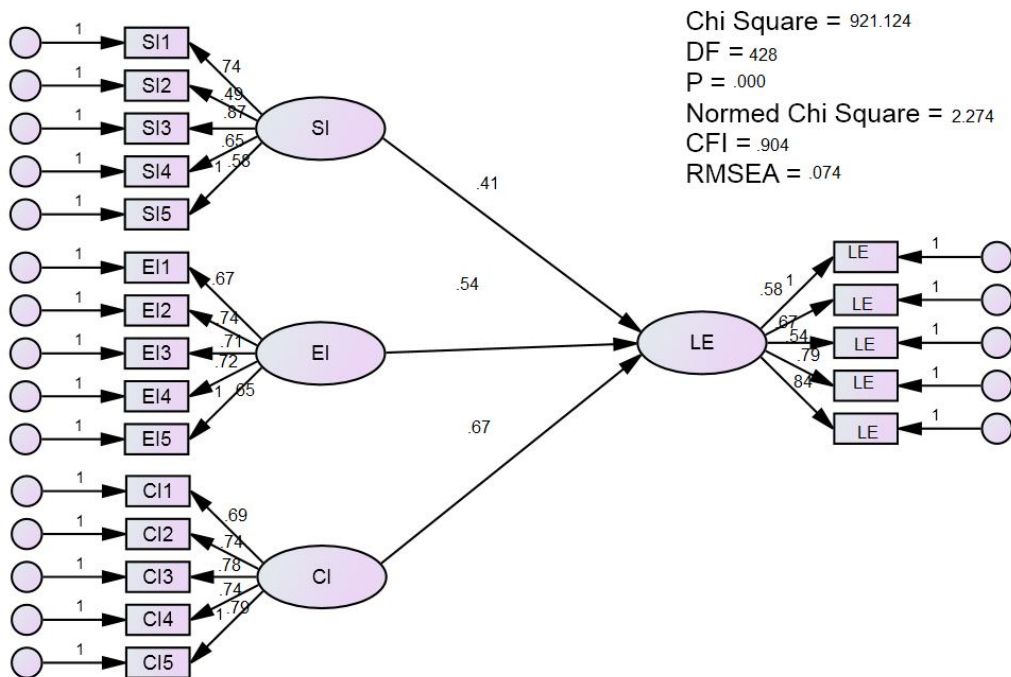 Chi Square = 921.124
DF = 428
P = .000
Normed Chi Square = 2.274
CFI = .904
RMSEA = .074
1
SI1
.74
1
SI2
.49
1
SI3
.87
SI
1
SI4
.65
1
SI5
1
.58
.41
1
EI1
.67
1
EI2
.74
1
EI3
.71
EI
1
EI4
.72
1
EI5
1
.65
.54
1
CI1
.69
1
CI2
.74
1
CI3
.78
CI
1
CI4
.74
1
CI5
1
.79
.67
LE
.58
1
LE
1
.67
LE
1
.54
LE
1
.79
LE
1
.84
LE
1